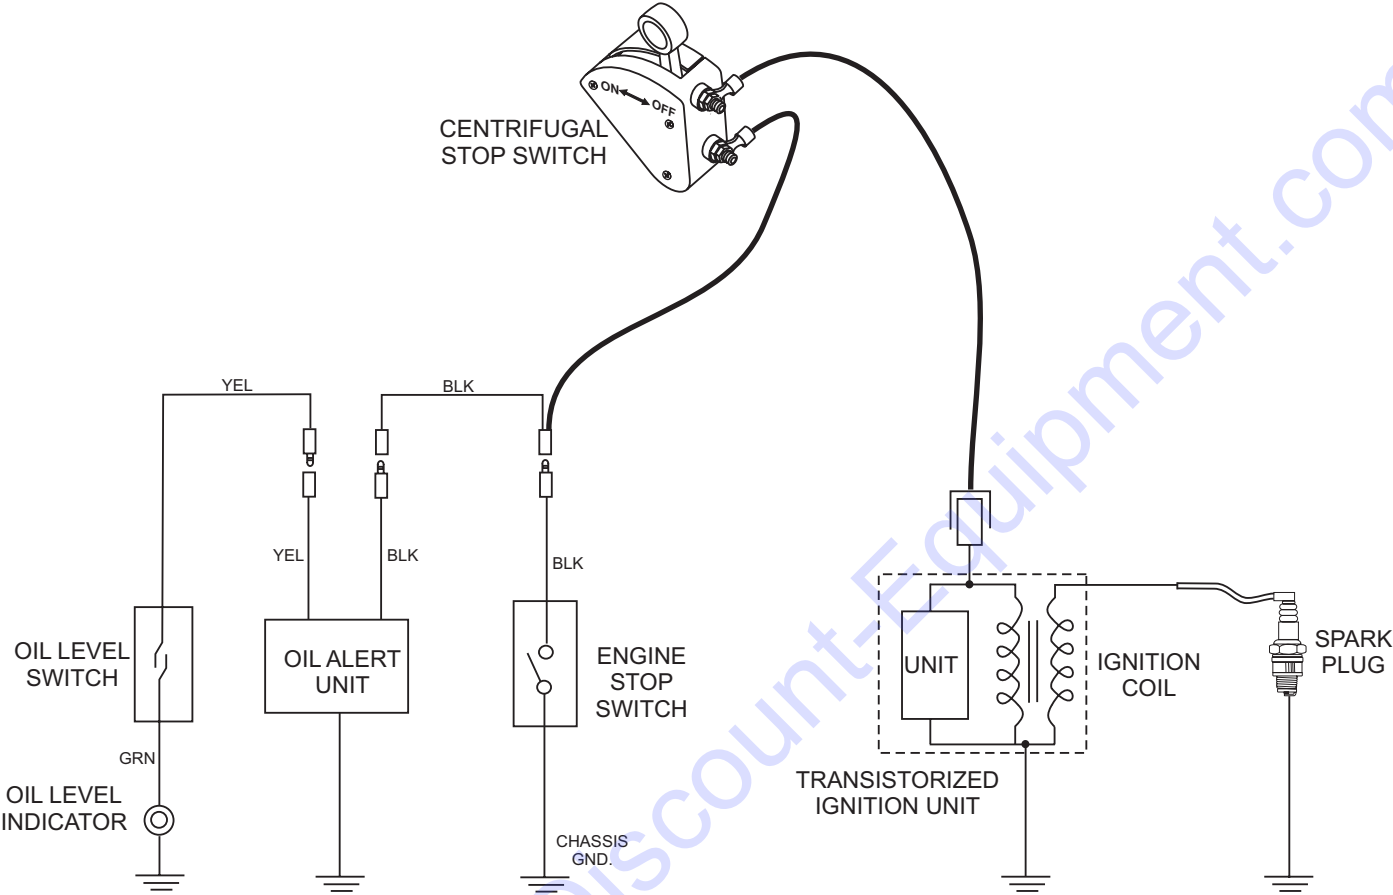 ON
OFF
CENTRIFUGAL
STOP SWITCH
YEL
BLK
YEL
BLK
BLK
OIL LEVEL
SWITCH
OIL ALERT
UNIT
ENGINE
STOP
SWITCH
UNIT
IGNITION
COIL
SPARK
PLUG
GRN
OIL LEVEL
INDICATOR
TRANSISTORIZED
IGNITION UNIT
CHASSIS
GND.
Discount-Equipment.com